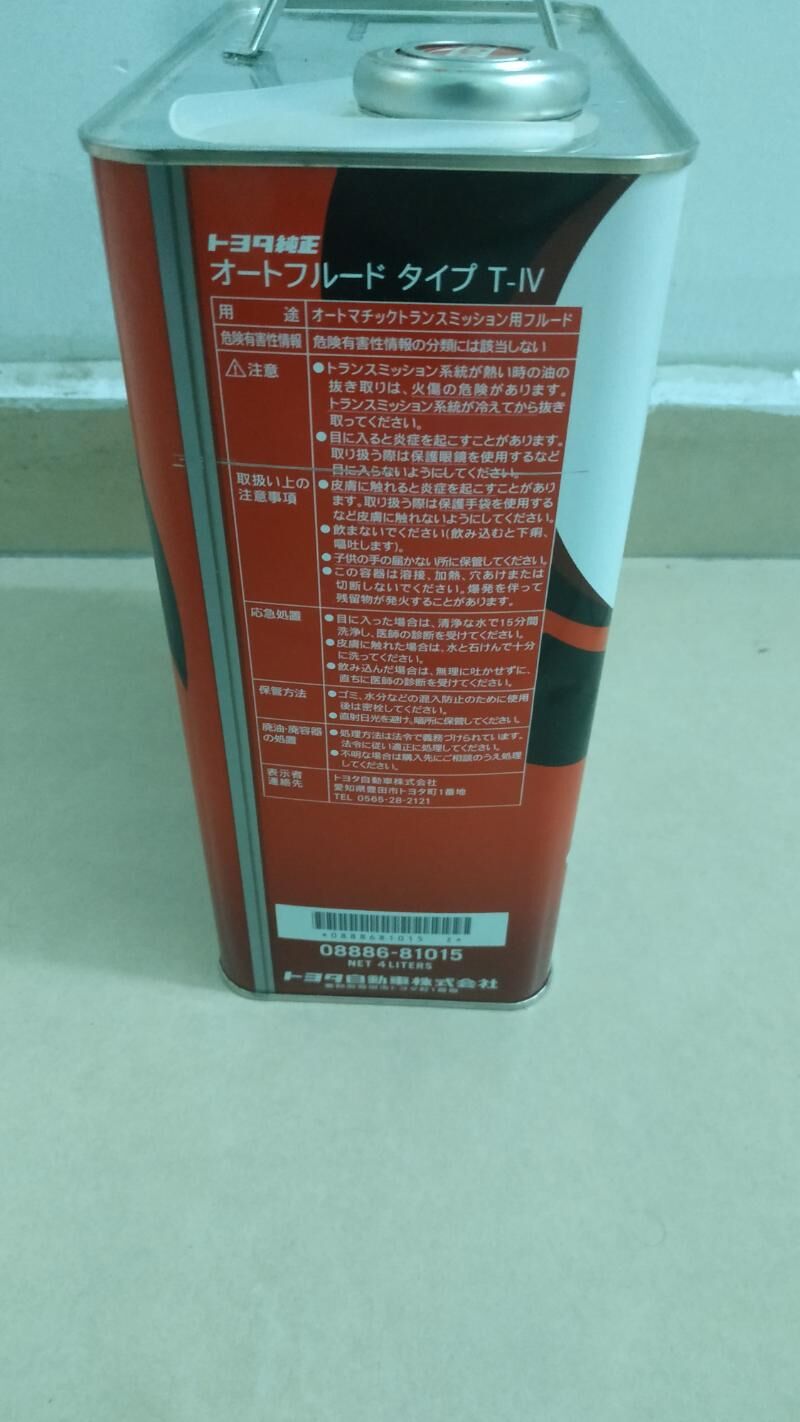 トヨタ純正
オートフルード タイプ T-IV
用途 オートマチックトランスミッション用フルード
危険有害性情報 危険有害性情報の分類には該当しない
⚠注意 ●トランスミッション系統が熱い時の油の
抜き取りは、火傷の危険があります。
トランスミッション系統が冷えてから抜き
取ってください。
●目に入ると炎症を起こすことがあります。
取り扱う際は保護眼鏡を使用するなど
目に入らないようにしてください。
取扱い上の
注意事項
●皮膚に触れると炎症を起こすことがあり
ます。取り扱う際は保護手袋を使用する
など皮膚に触れないようにしてください。
●飲まないでください(飲み込むと下痢、
嘔吐します)。
●子供の手の届かない所に保管してください。
●この容器は溶接、加熱、穴あけまたは
切断しないでください。爆発を伴って
残留物が発火することがあります。
応急処置 ●目に入った場合は、清浄な水で15分間
洗浄し、医師の診断を受けてください。
●皮膚に触れた場合は、水と石けんで十分
に洗ってください。
●飲み込んだ場合は、無理に吐かせずに、
直ちに医師の診断を受けてください。
保管方法 ●ゴミ、水分などの混入防止のために使用
後は密栓してください。
●直射日光を避け、暗所に保管してください。
廃油・廃容器
の処置
●処理方法は法令で義務づけられています。
法令に従い適正に処理してください。
●不明な場合は購入先にご相談のうえ処理
してください。
表示者
連絡先
トヨタ自動車株式会社
愛知県豊田市トヨタ町1番地
TEL 0565-28-2121
*0888681015 Z*
08886-81015
NET 4 LITERS
トヨタ自動車株式会社
愛知県豊田市トヨタ町1番地